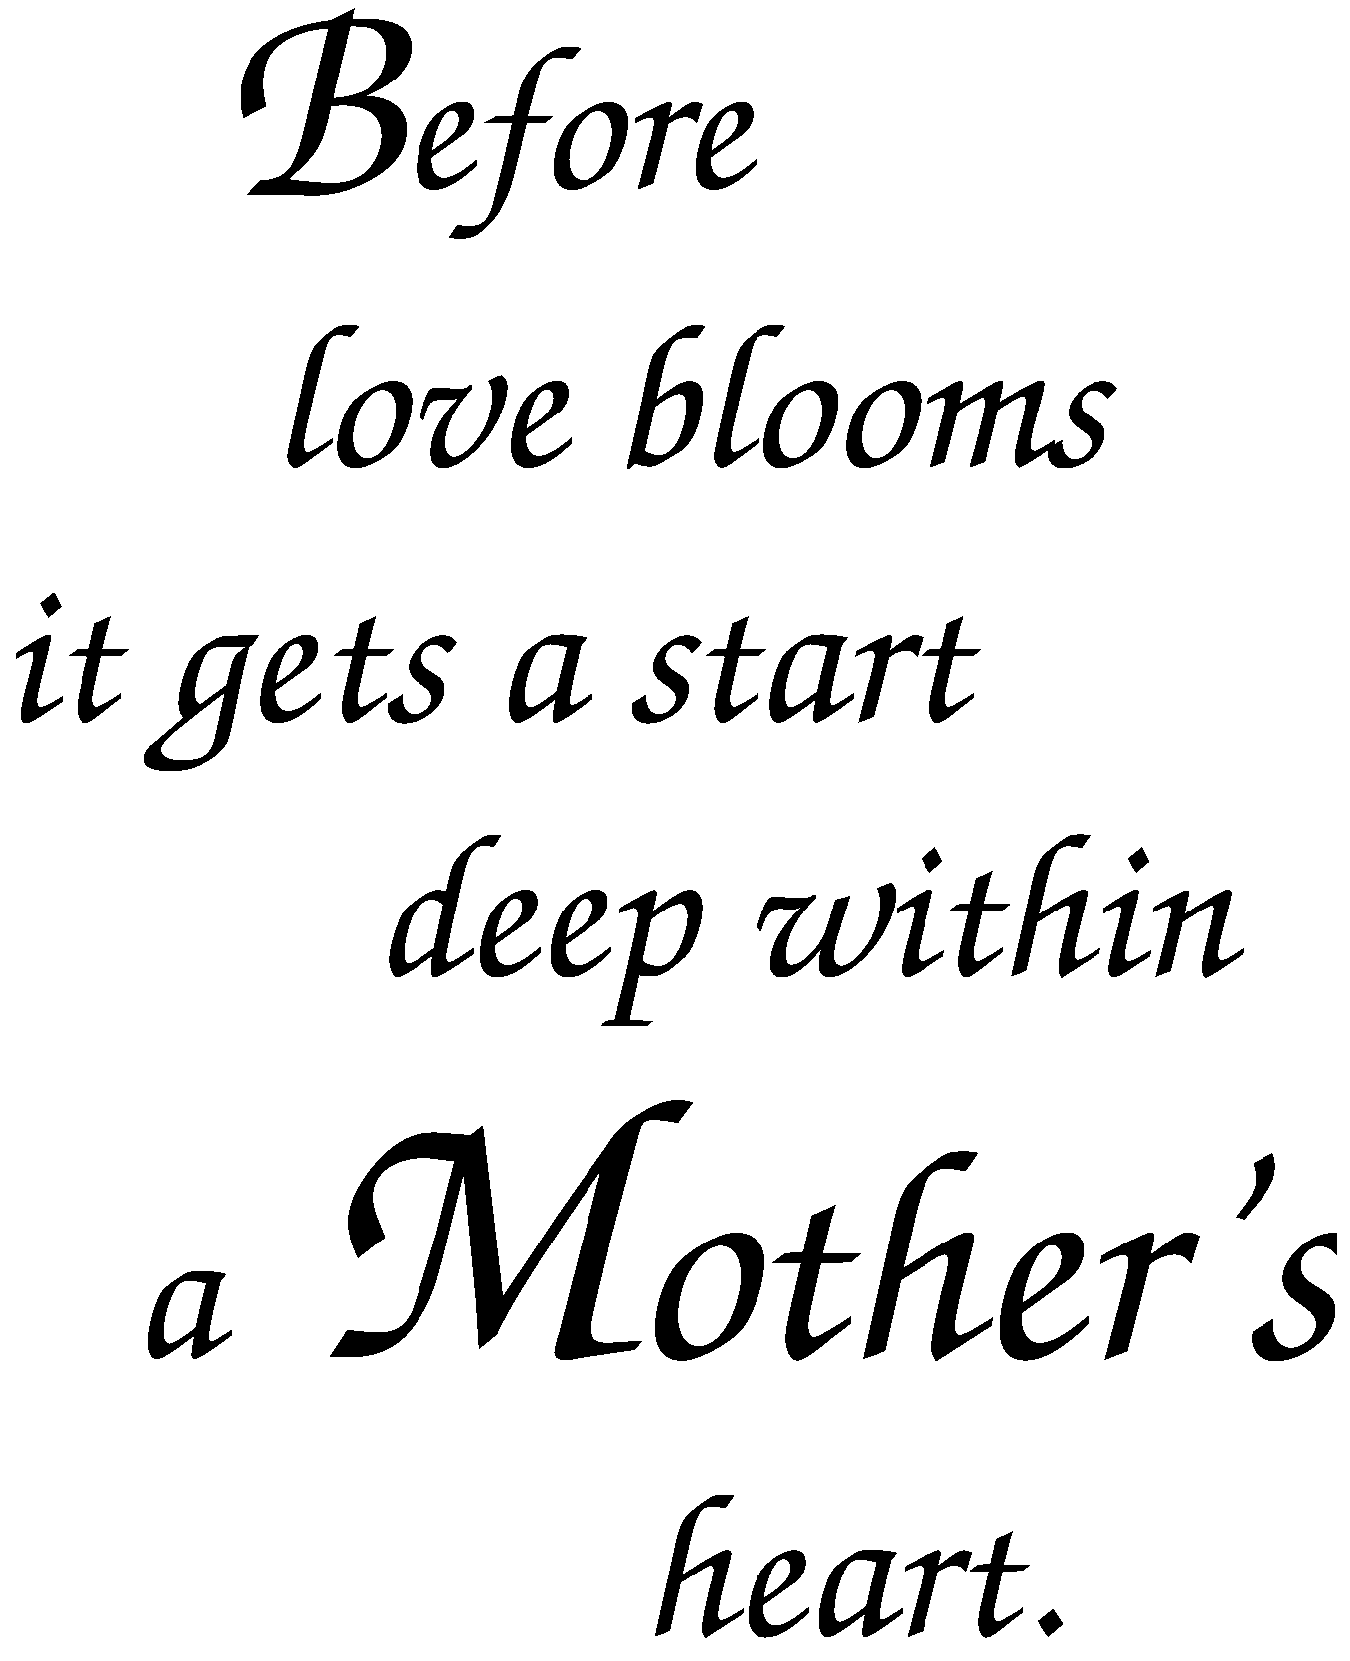 Before
love blooms
it gets a start
deep within
a Mother's
heart.